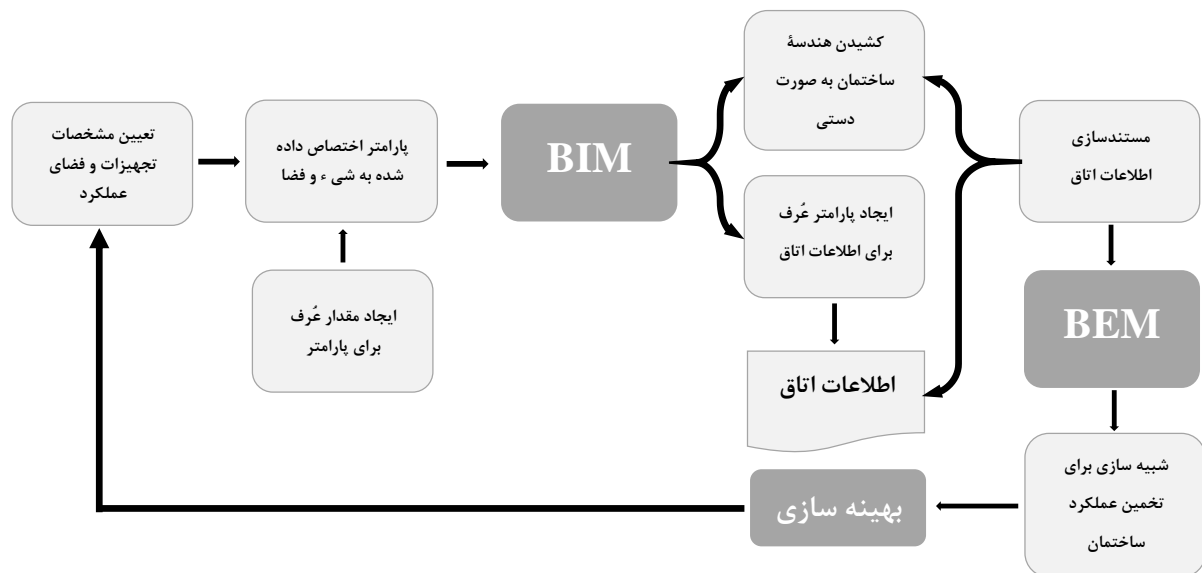 تعیین مشخصات
تجهیزات و فضای
عملکرد
پارامتر اختصاص داده
شده به شی ء و فضا
ایجاد مقدار عُرف
برای پارامتر
BIM
کشیدن هندسهٔ
ساختمان به صورت
دستی
ایجاد پارامتر عُرف
برای اطلاعات اتاق
اطلاعات اتاق
مستندسازی
اطلاعات اتاق
BEM
شبیه سازی برای
تخمین عملکرد
ساختمان
بهینه سازی